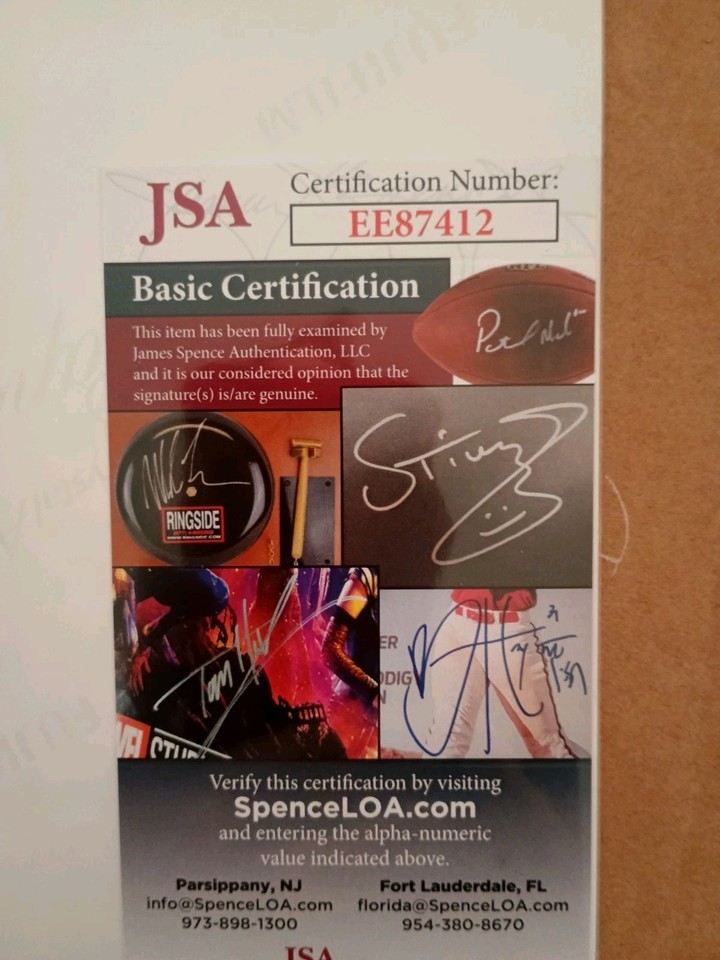 FUJIFILM
JSA
Certification Number:
EE87412
Basic Certification
This item has been fully examined by
James Spence Authentication, LLC
and it is our considered opinion that the
signature(s) is/are genuine.
RINGSIDE
Verify this certification by visiting
SpenceLOA.com
and entering the alpha-numeric
value indicated above.
Parsippany, NJ
info@SpenceLOA.com
973-898-1300
Fort Lauderdale, FL
florida@SpenceLOA.com
954-380-8670
JSA